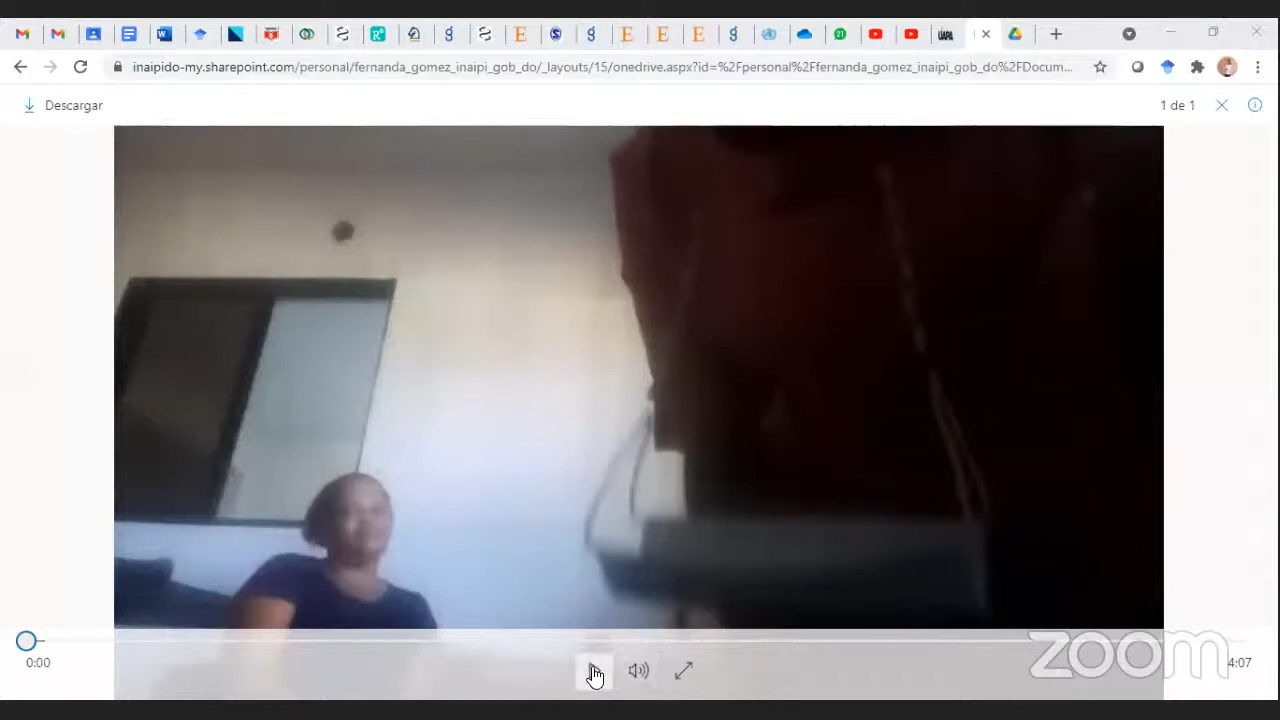 inaipido-my.sharepoint.com/personal/fernanda_gomez_inaipi_gob_do/_layouts/15/onedrive.aspx?id=%2Fpersonal%2Ffernanda_gomez_inaipi_gob_do%2FDocum...
Descargar
1 de 1
0:00
4:07
zoom